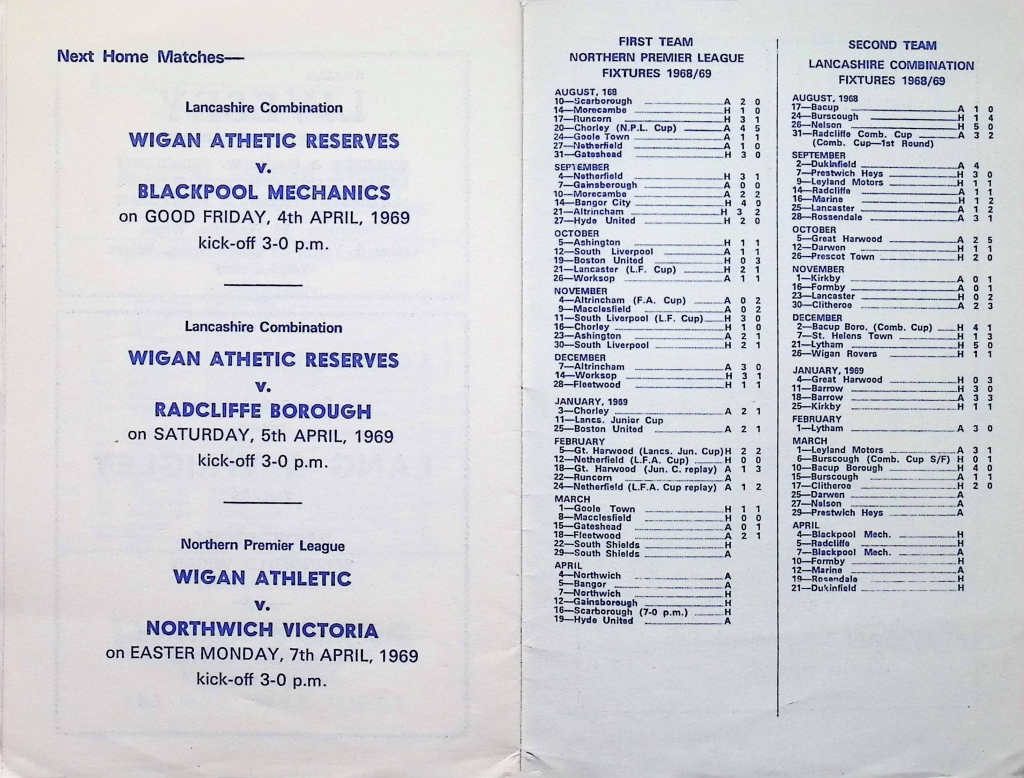 Next Home Matches—
Lancashire Combination
WIGAN ATHETIC RESERVES
v.
BLACKPOOL MECHANICS
on GOOD FRIDAY, 4th APRIL, 1969
kick-off 3-0 p.m.
Lancashire Combination
WIGAN ATHETIC RESERVES
v.
RADCLIFFE BOROUGH
on SATURDAY, 5th APRIL, 1969
kick-off 3-0 p.m.
Northern Premier League
WIGAN ATHLETIC
v.
NORTHWICH VICTORIA
on EASTER MONDAY, 7th APRIL, 1969
kick-off 3-0 p.m.
FIRST TEAM
NORTHERN PREMIER LEAGUE
FIXTURES 1968/69
AUGUST, 168
10—Scarborough A 2 0
14—Morecambe H 1 0
17—Runcorn H 3 1
20—Chorley (N.P.L. Cup) A 4 5
24—Goole Town A 1 1
27—Netherfield A 1 0
31—Gateshead H 3 0
SEPTEMBER
4—Netherfield H 3 1
7—Gainsborough A 0 0
10—Morecambe A 2 2
14—Bangor City H 4 0
21—Altrincham H 3 2
27—Hyde United H 2 0
OCTOBER
5—Ashington H 1 1
12—South Liverpool A 1 1
19—Boston United H 0 3
21—Lancaster (L.F. Cup) H 2 1
26—Worksop A 1 1
NOVEMBER
4—Altrincham (F.A. Cup) A 0 2
9—Macclesfield A 0 2
11—South Liverpool (L.F. Cup) H 3 0
16—Chorley H 1 0
23—Ashington A 2 1
30—South Liverpool H 2 1
DECEMBER
7—Altrincham A 3 0
14—Worksop H 3 1
28—Fleetwood H 1 1
JANUARY, 1969
3—Chorley A 2 1
11—Lancs. Junior Cup
25—Boston United A 2 1
FEBRUARY
5—Gt. Harwood (Lancs. Jun. Cup) H 2 2
12—Netherfield (L.F.A. Cup) H 0 0
18—Gt. Harwood (Jun. C. replay) A 1 3
22—Runcorn A
24—Netherfield (L.F.A. Cup replay) A 1 2
MARCH
1—Goole Town H 1 1
8—Macclesfield H 0 0
15—Gateshead A 0 1
18—Fleetwood A 2 1
22—South Shields H
29—South Shields A
APRIL
4—Northwich A
5—Bangor A
7—Northwich H
12—Gainsborough H
16—Scarborough (7-0 p.m.) H
19—Hyde United A
SECOND TEAM
LANCASHIRE COMBINATION
FIXTURES 1968/69
AUGUST, 1968
17—Bacup A 1 0
24—Burscough H 1 4
26—Nelson H 5 0
31—Radcliffe Comb. Cup A 3 2
(Comb. Cup—1st Round)
SEPTEMBER
2—Dukinfield A 4
7—Prestwich Heys H 3 0
9—Leyland Motors H 1 1
14—Radcliffe A 1 1
16—Marine H 1 2
25—Lancaster A 1 2
28—Rossendale A 3 1
OCTOBER
5—Great Harwood A 2 5
12—Darwen H 1 1
26—Prescot Town H 2 0
NOVEMBER
1—Kirkby A 0 1
16—Formby A 0 1
23—Lancaster H 0 2
30—Clitheroe A 2 3
DECEMBER
2—Bacup Boro. (Comb. Cup) H 4 1
7—St. Helens Town H 1 3
21—Lytham H 5 0
26—Wigan Rovers H 1 1
JANUARY, 1969
4—Great Harwood H 0 3
11—Barrow H 3 0
18—Barrow A 3 3
25—Kirkby H 1 1
FEBRUARY
1—Lytham A 3 0
MARCH
1—Leyland Motors A 3 1
6—Burscough (Comb. Cup S/F) H 0 1
10—Bacup Borough H 4 0
15—Burscough A 1 1
17—Clitheroe H 2 0
25—Darwen A
27—Nelson A
29—Prestwich Heys A
APRIL
4—Blackpool Mech. H
5—Radcliffe H
7—Blackpool Mech. A
10—Formby H
12—Marine A
19—Rosendale H
21—Dukinfield H